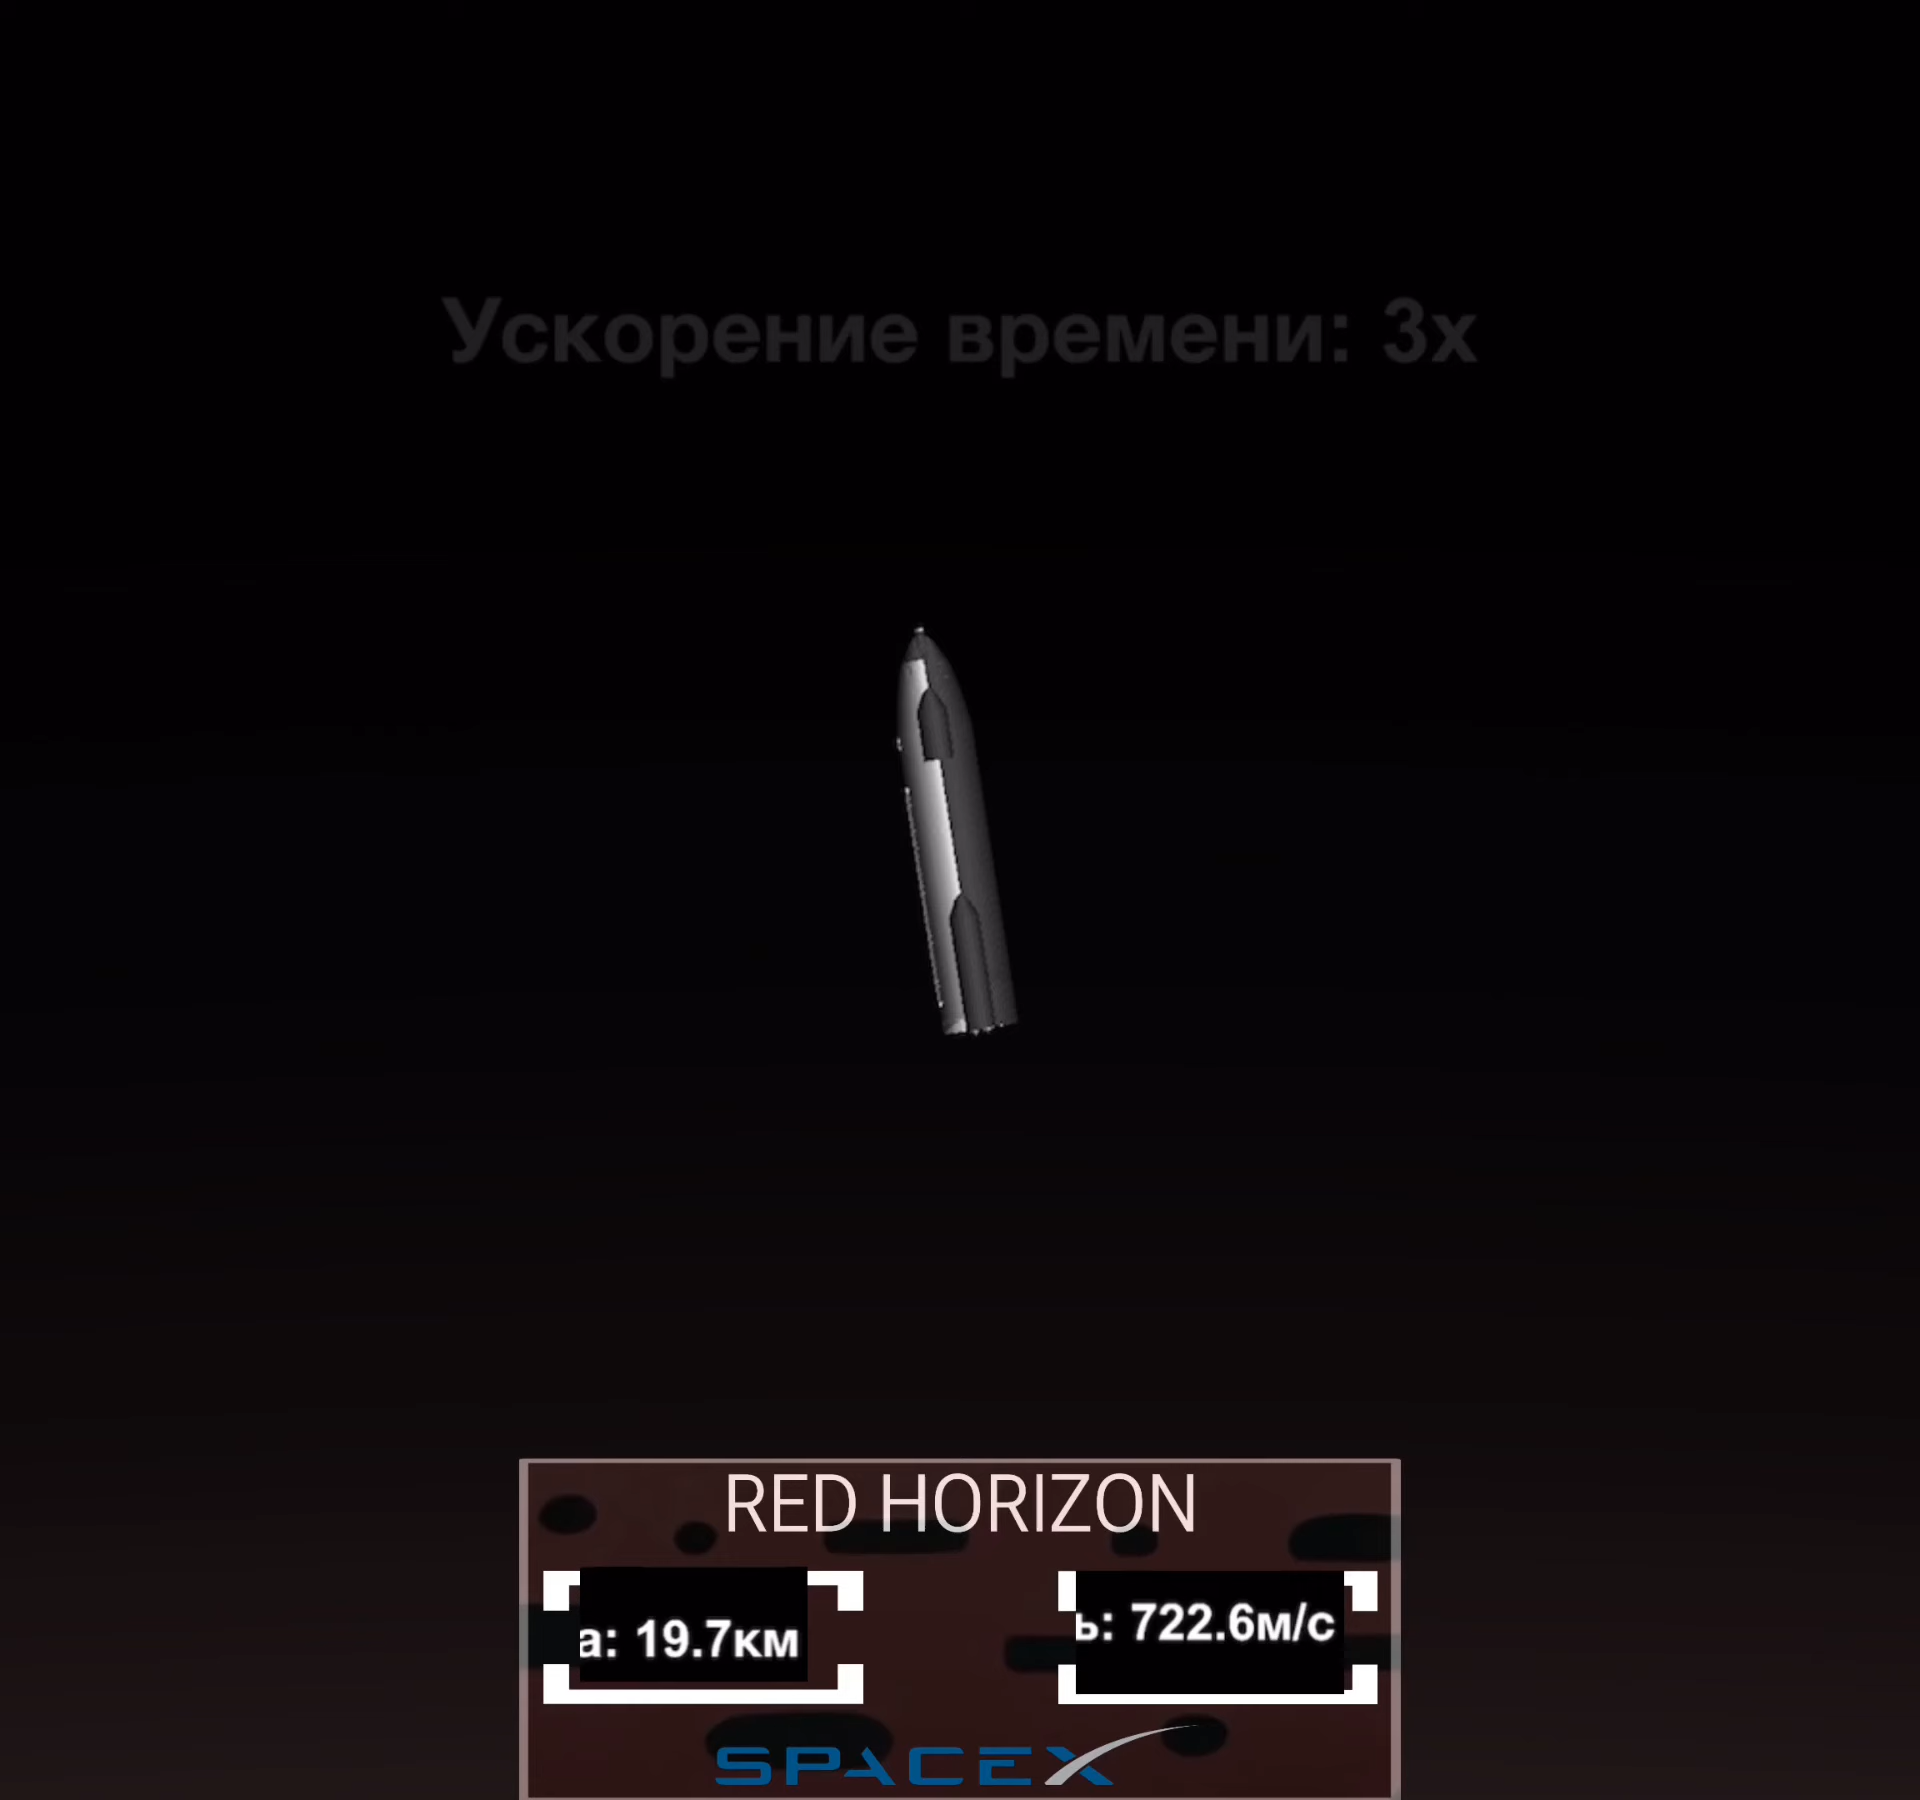 Ускорение времени: 3x
RED HORIZON
а: 19.7км
ь: 722.6м/с
SPACEX